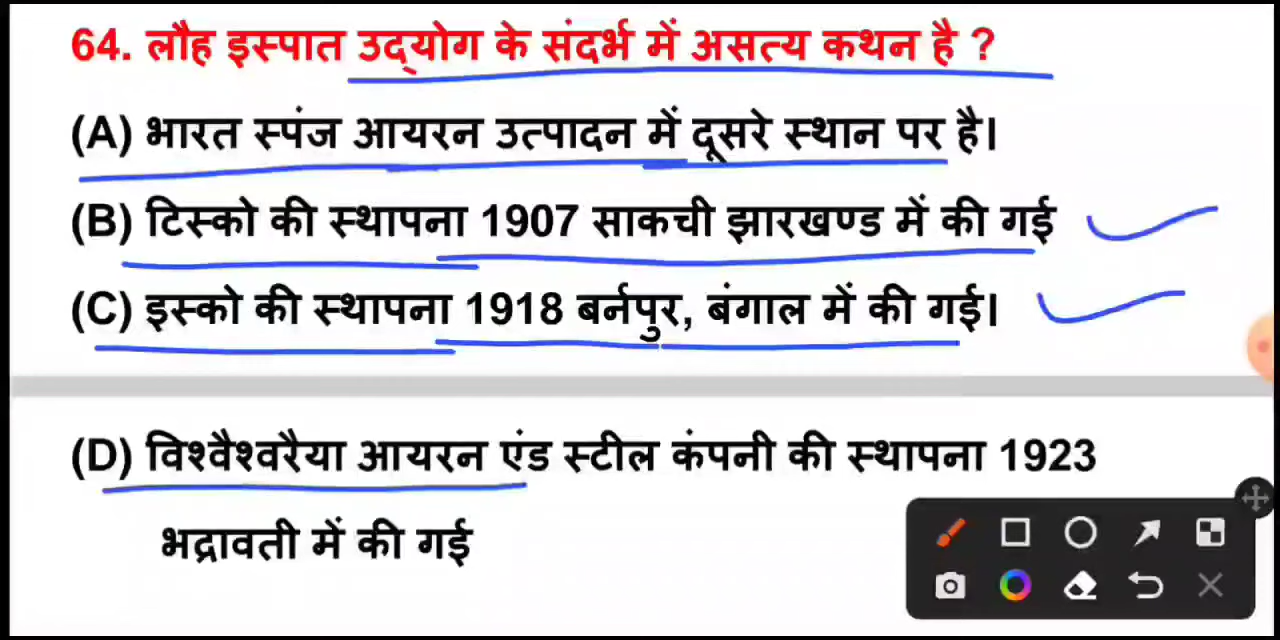 64. लौह इस्पात उद्योग के संदर्भ में असत्य कथन है ?
(A) भारत स्पंज आयरन उत्पादन में दूसरे स्थान पर है।
(B) टिस्को की स्थापना 1907 साकची झारखण्ड में की गई
(C) इस्को की स्थापना 1918 बर्नपुर, बंगाल में की गई।
(D) विश्वैश्वरैया आयरन एंड स्टील कंपनी की स्थापना 1923
भद्रावती में की गई